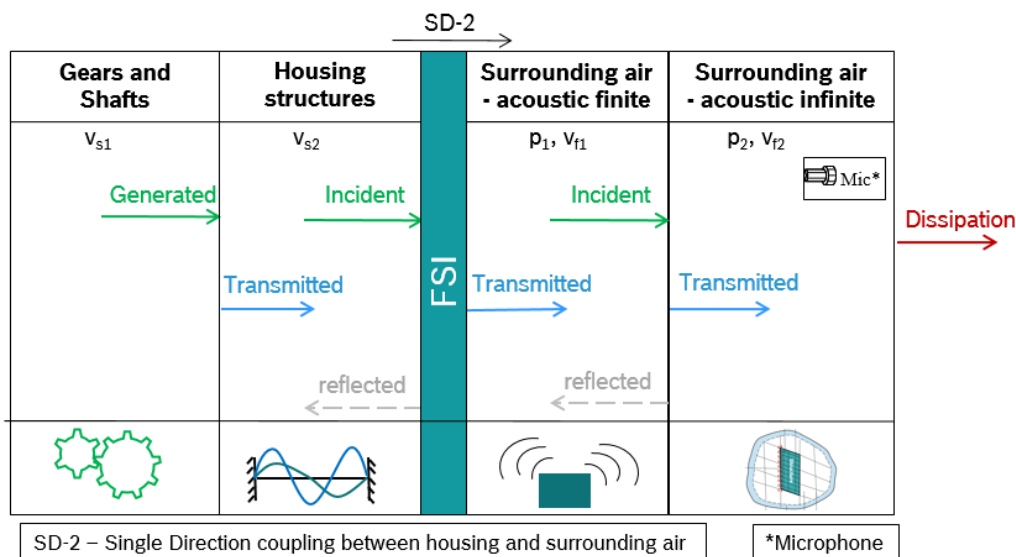 SD-2
Gears and
Shafts
Housing
structures
Surrounding air
- acoustic finite
Surrounding air
- acoustic infinite
vs1
vs2
p1, vf1
p2, vf2
Mic*
Generated
Incident
Incident
Dissipation
FSI
Transmitted
Transmitted
Transmitted
reflected
reflected
SD-2 – Single Direction coupling between housing and surrounding air
*Microphone